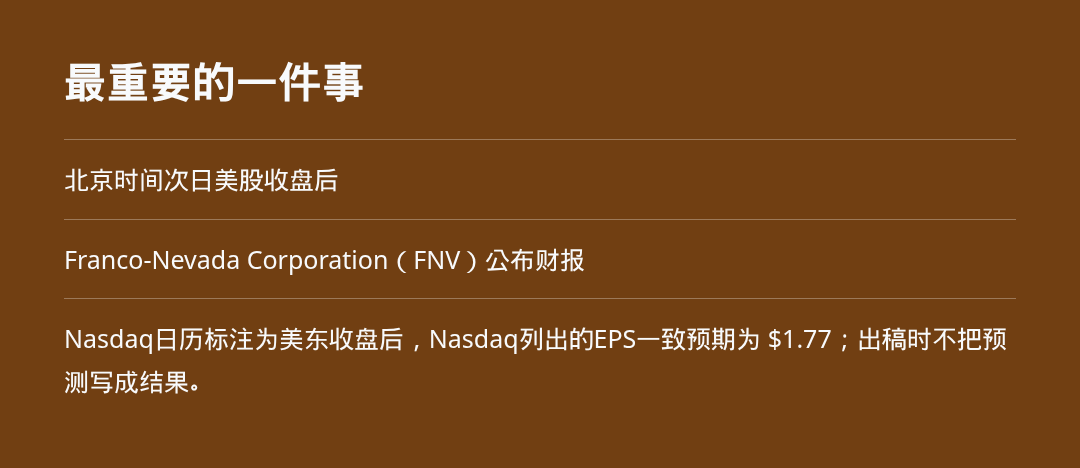 最重要的一件事
北京时间次日美股收盘后
Franco-Nevada Corporation（FNV）公布财报
Nasdaq日历标注为美东收盘后，Nasdaq列出的EPS一致预期为 $1.77；出稿时不把预
测写成结果。